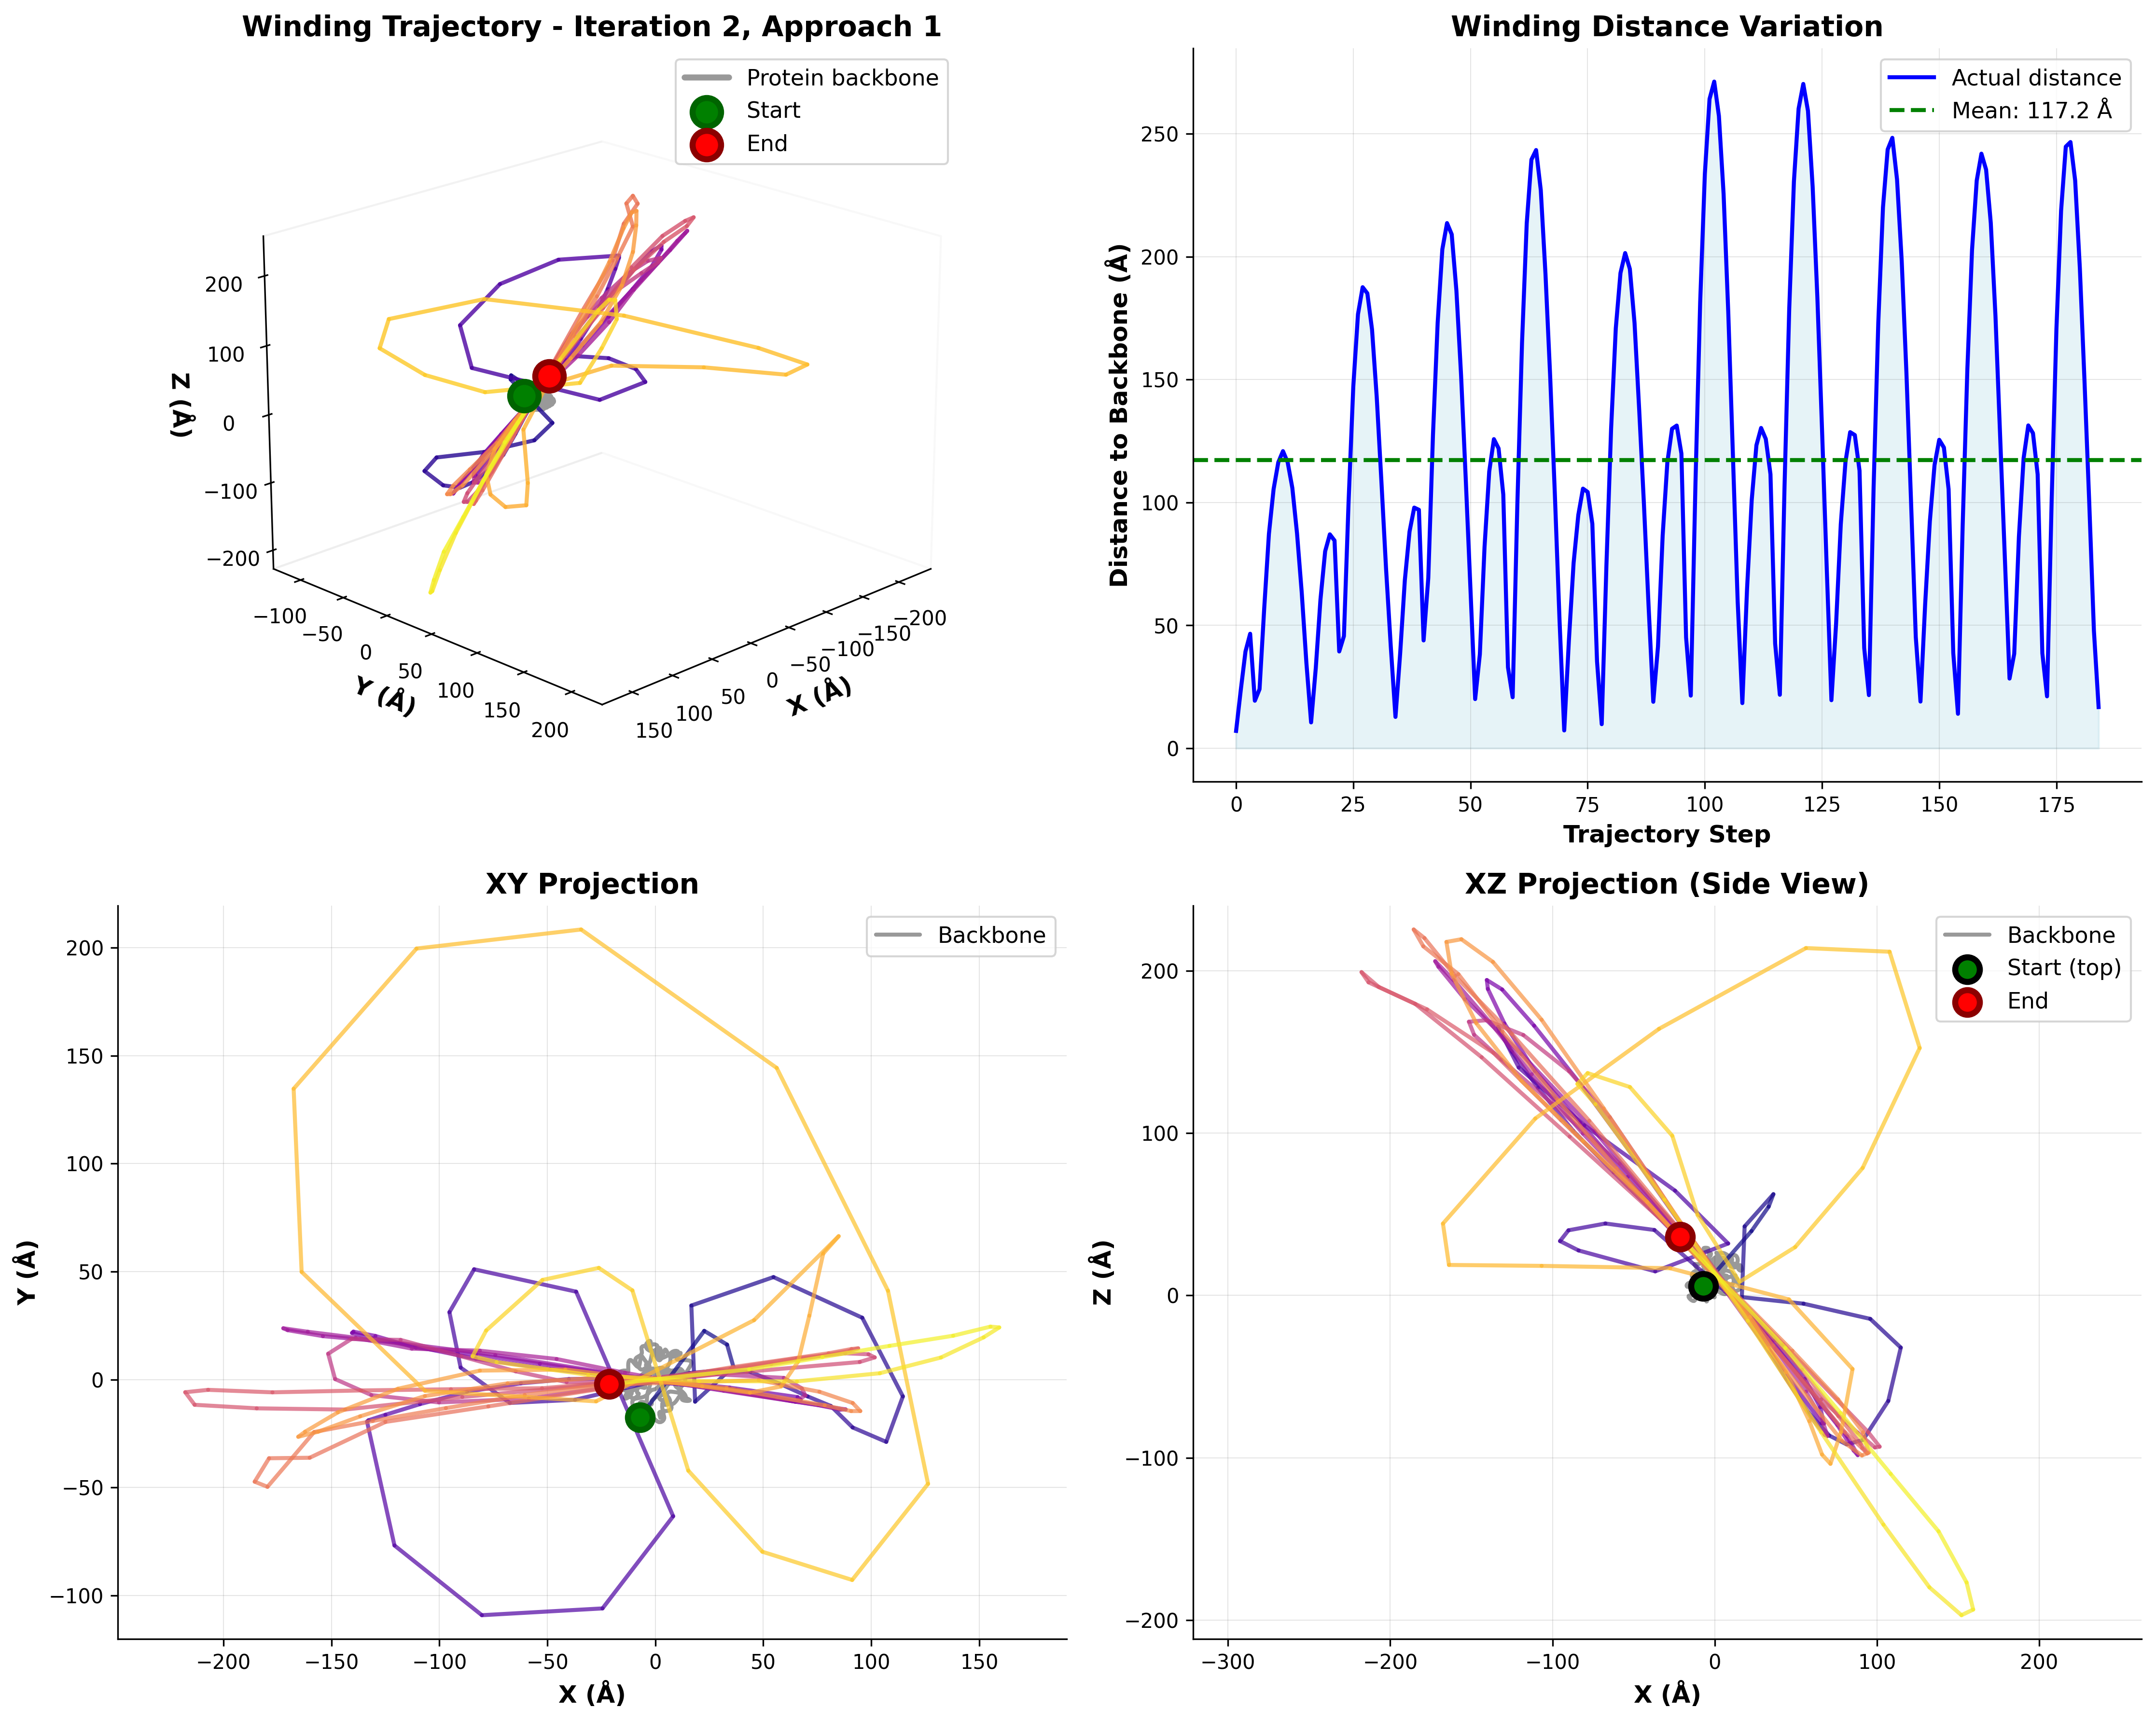 Winding Trajectory - Iteration 2, Approach 1
Protein backbone
Start
End
200
100
0
−100
−200
Z (Å)
−100
−50
0
50
100
150
200
Y (Å)
150
100
50
0
−50
−100
−150
−200
X (Å)
Winding Distance Variation
Actual distance
Mean: 117.2 Å
250
200
150
100
50
0
Distance to Backbone (Å)
0
25
50
75
100
125
150
175
Trajectory Step
XY Projection
Backbone
200
150
100
50
0
−50
−100
Y (Å)
−200
−150
−100
−50
0
50
100
150
X (Å)
XZ Projection (Side View)
Backbone
Start (top)
End
200
100
0
−100
−200
Z (Å)
−300
−200
−100
0
100
200
X (Å)